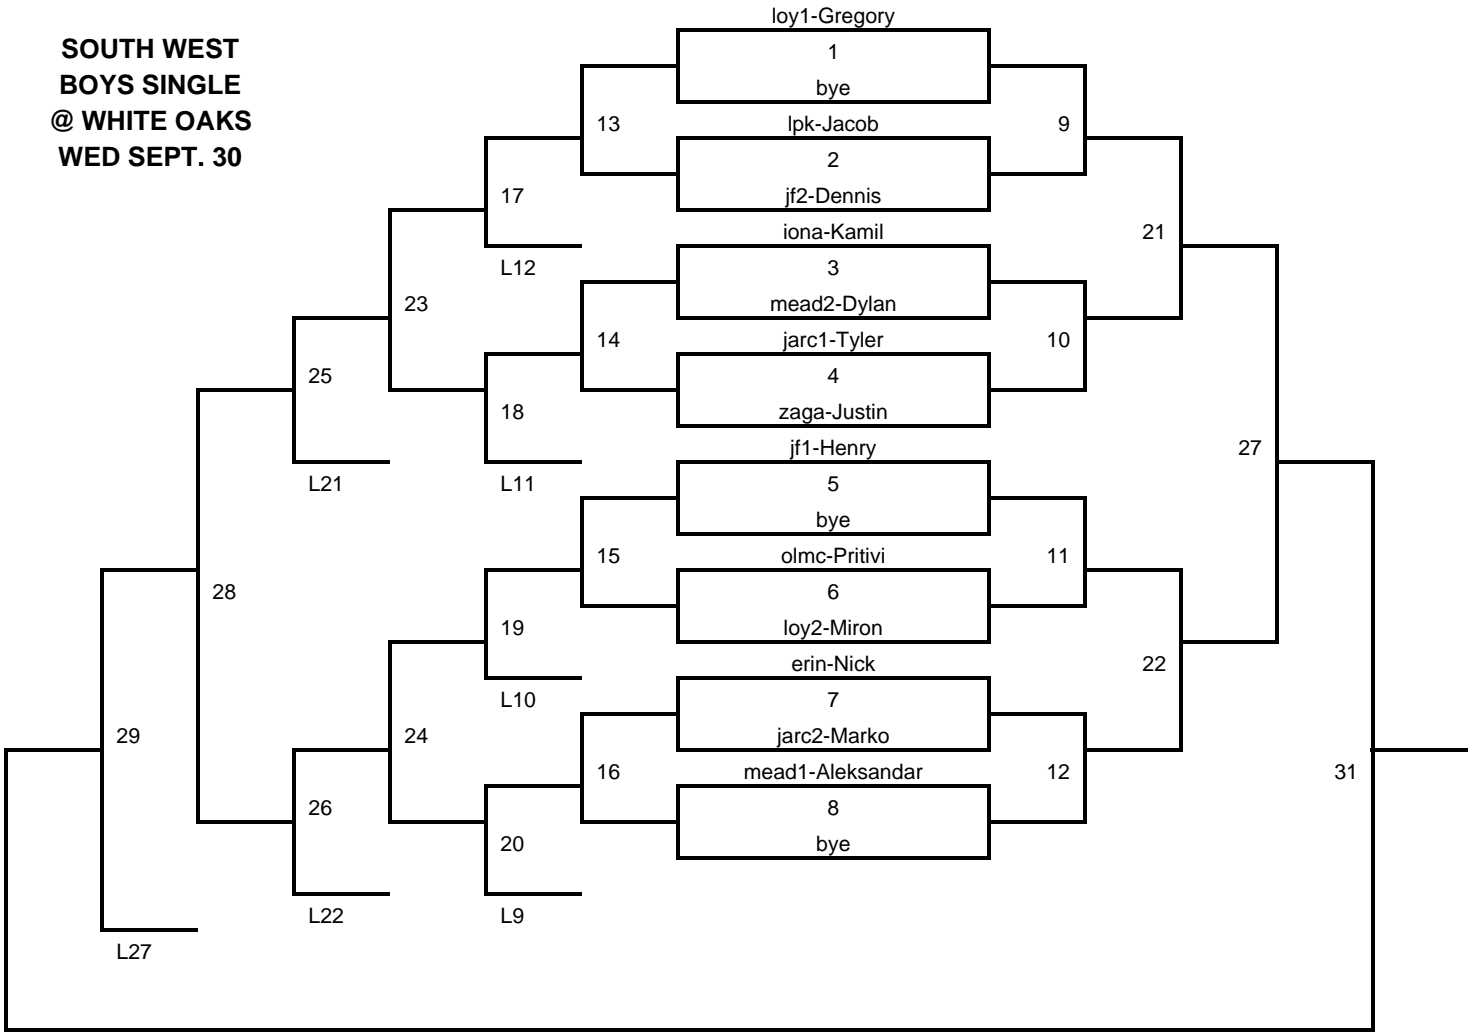 SOUTH WEST
BOYS SINGLE
@ WHITE OAKS
WED SEPT. 30
loy1-Gregory
1
bye
13
lpk-Jacob
9
2
17
jf2-Dennis
iona-Kamil
21
L12
3
23
mead2-Dylan
14
jarc1-Tyler
10
25
4
18
zaga-Justin
jf1-Henry
27
L21
L11
5
bye
15
olmc-Pritivi
11
28
6
19
loy2-Miron
erin-Nick
22
L10
7
29
24
jarc2-Marko
16
mead1-Aleksandar
12
31
26
8
20
bye
L22
L9
L27